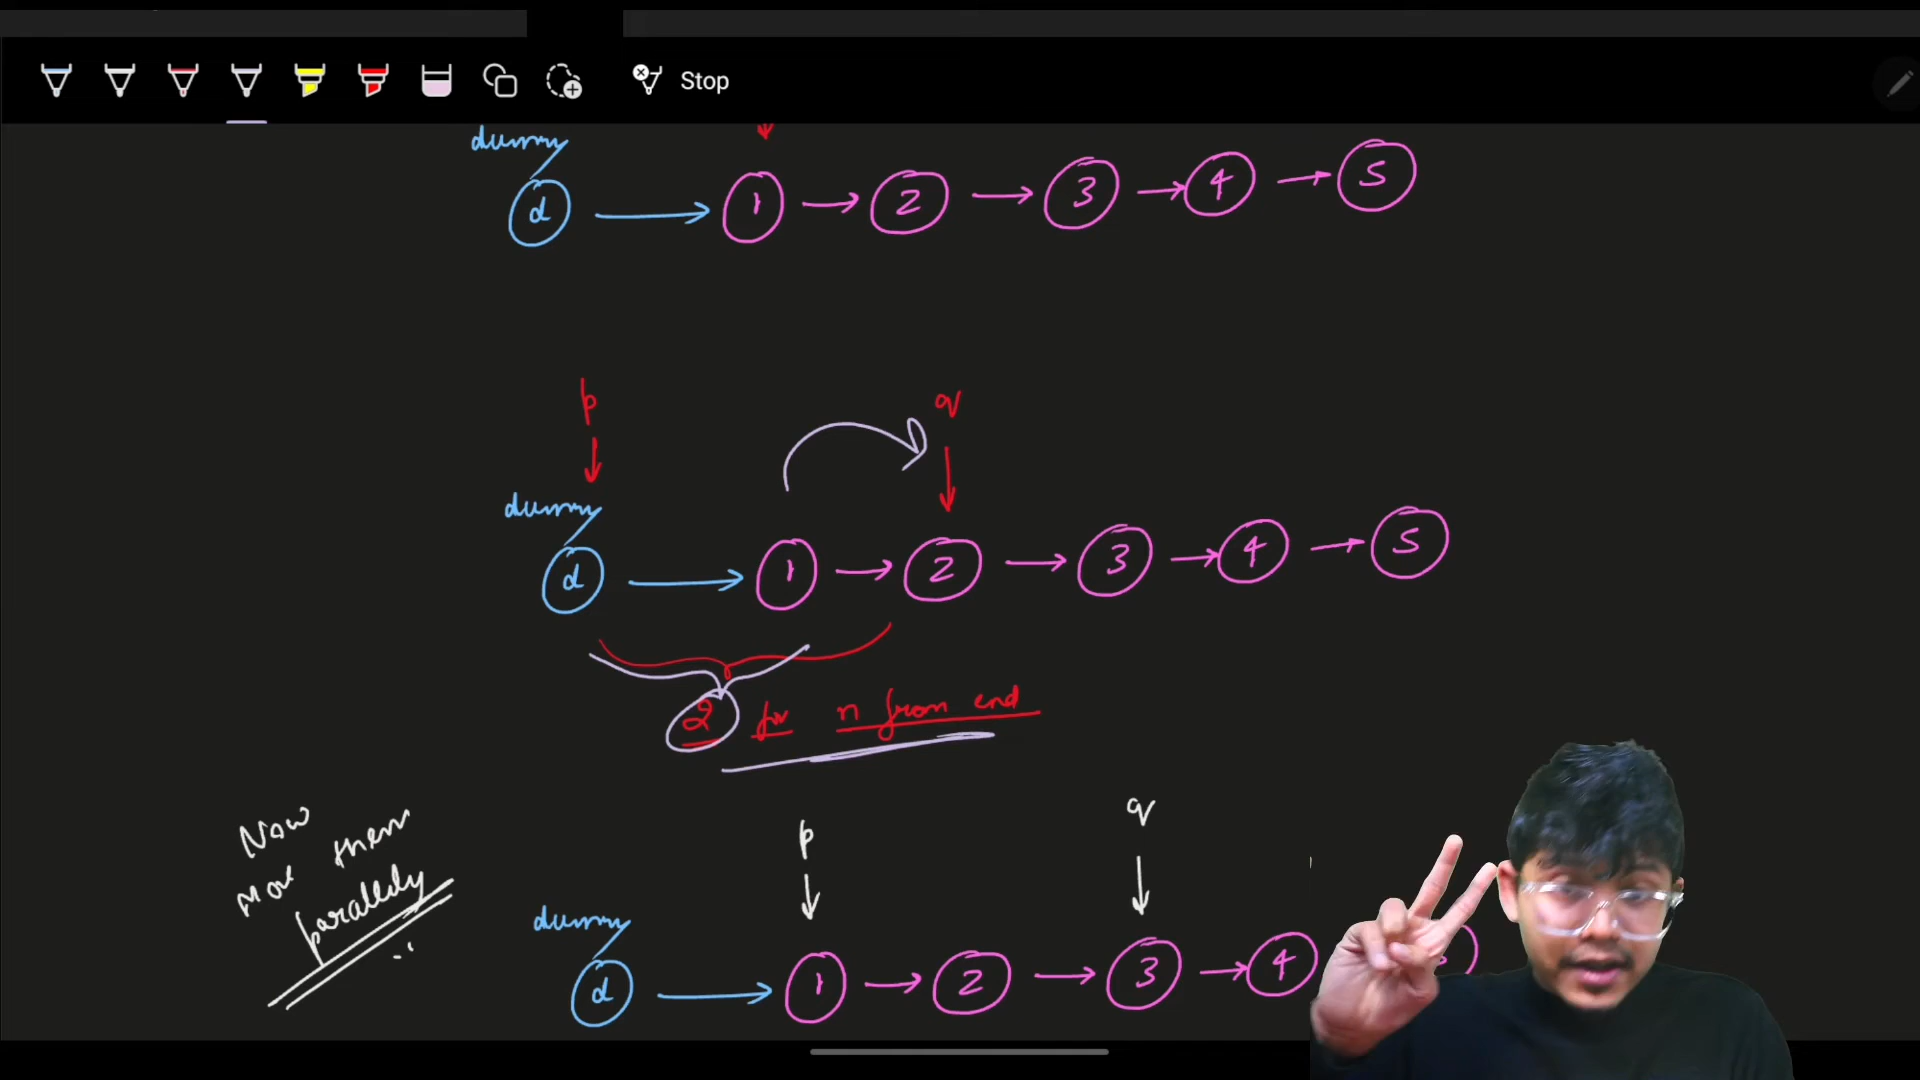 Stop
dummy
d → 1 → 2 → 3 → 4 → 5
p q
dummy
d → 1 → 2 → 3 → 4 → 5
2 for n from end
Now
move them
parallely
p q
dummy
d → 1 → 2 → 3 → 4